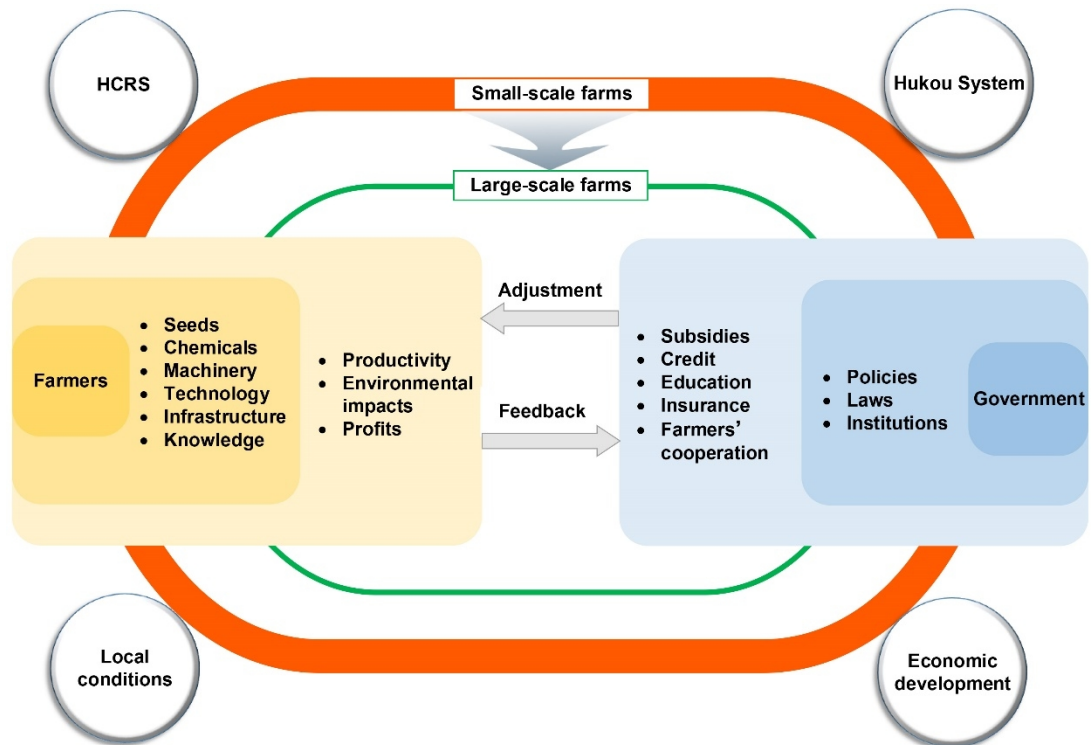 HCRS
Hukou System
Small-scale farms
Large-scale farms
Farmers
• Seeds
• Chemicals
• Machinery
• Technology
• Infrastructure
• Knowledge
• Productivity
• Environmental
impacts
• Profits
Adjustment
Feedback
• Subsidies
• Credit
• Education
• Insurance
• Farmers’
cooperation
• Policies
• Laws
• Institutions
Government
Local
conditions
Economic
development